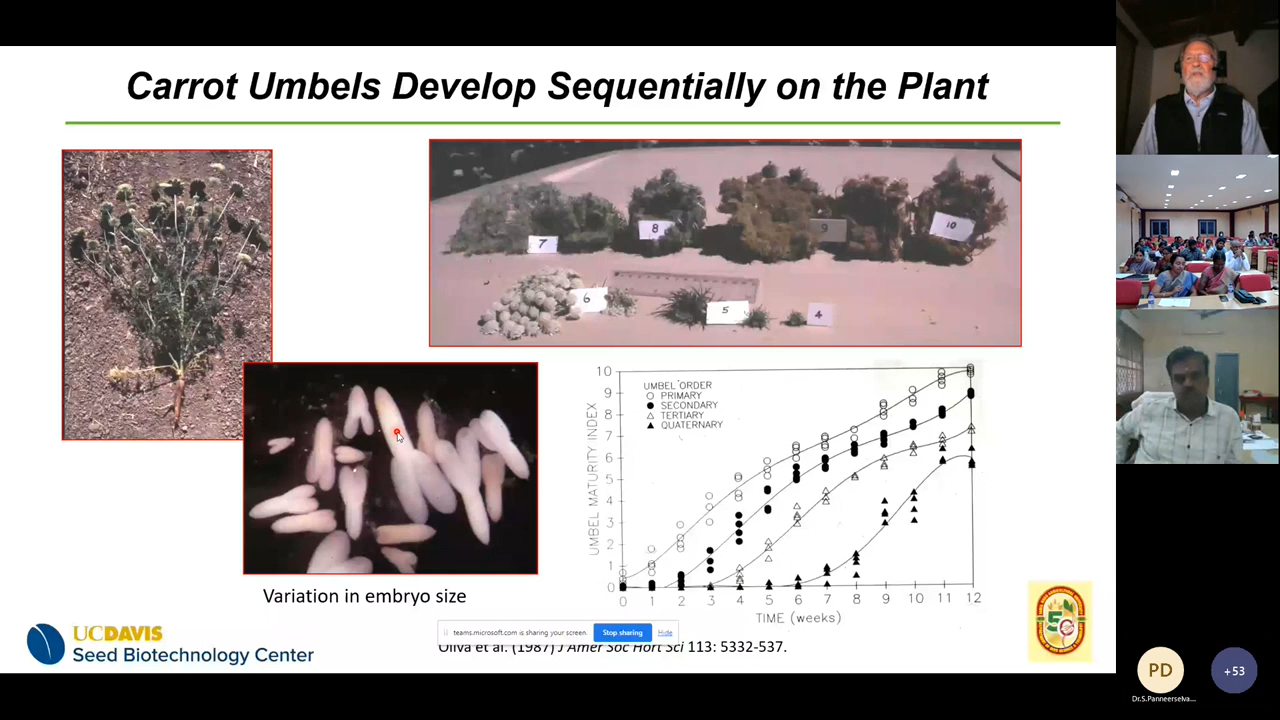 Carrot Umbels Develop Sequentially on the Plant
7
8
9
10
6
5
4
UMBEL ORDER
PRIMARY
SECONDARY
TERTIARY
QUATERNARY
UMBEL MATURITY INDEX
10
9
8
7
6
5
4
3
2
1
0
0 1 2 3 4 5 6 7 8 9 10 11 12
TIME (weeks)
Variation in embryo size
UCDAVIS
Seed Biotechnology Center
teams.microsoft.com is sharing your screen.
Stop sharing
Hide
Oliva et al. (1987) J Amer Soc Hort Sci 113: 5332-537.
PD
+53
Dr.S.Panneerselva...